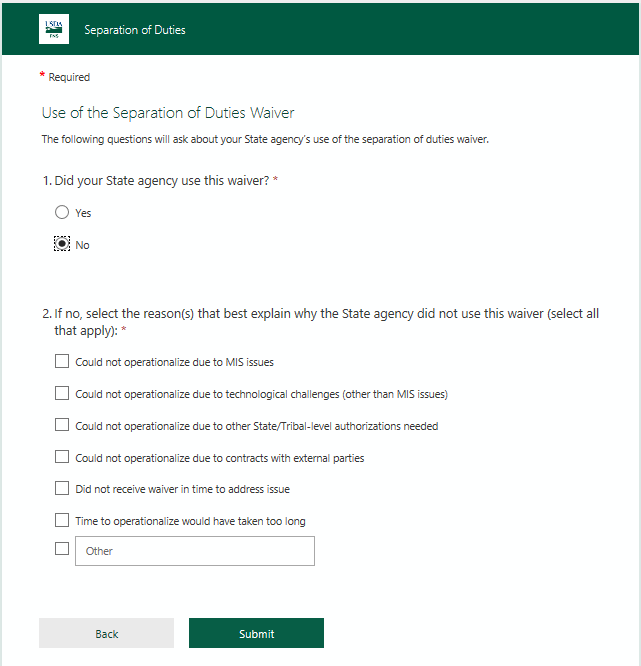 USDA
FNS
Separation of Duties
* Required
Use of the Separation of Duties Waiver
The following questions will ask about your State agency's use of the separation of duties waiver.
1. Did your State agency use this waiver? *
Yes
No
2. If no, select the reason(s) that best explain why the State agency did not use this waiver (select all
that apply): *
Could not operationalize due to MIS issues
Could not operationalize due to technological challenges (other than MIS issues)
Could not operationalize due to other State/Tribal-level authorizations needed
Could not operationalize due to contracts with external parties
Did not receive waiver in time to address issue
Time to operationalize would have taken too long
Other
Back
Submit